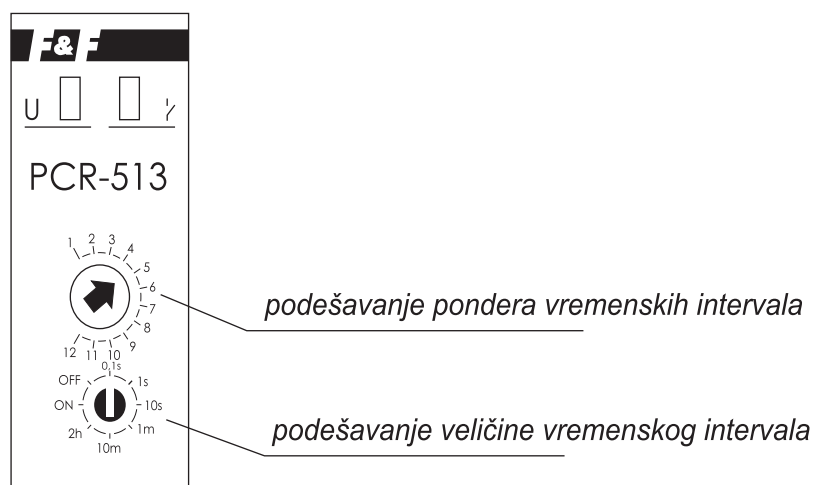 F&F
U
PCR-513
1 2 3 4 5 6 7 8 9 10 11 12
podešavanje pondera vremenskih intervala
0,1s 1s 10s 1m 10m 2h ON OFF
podešavanje veličine vremenskog intervala